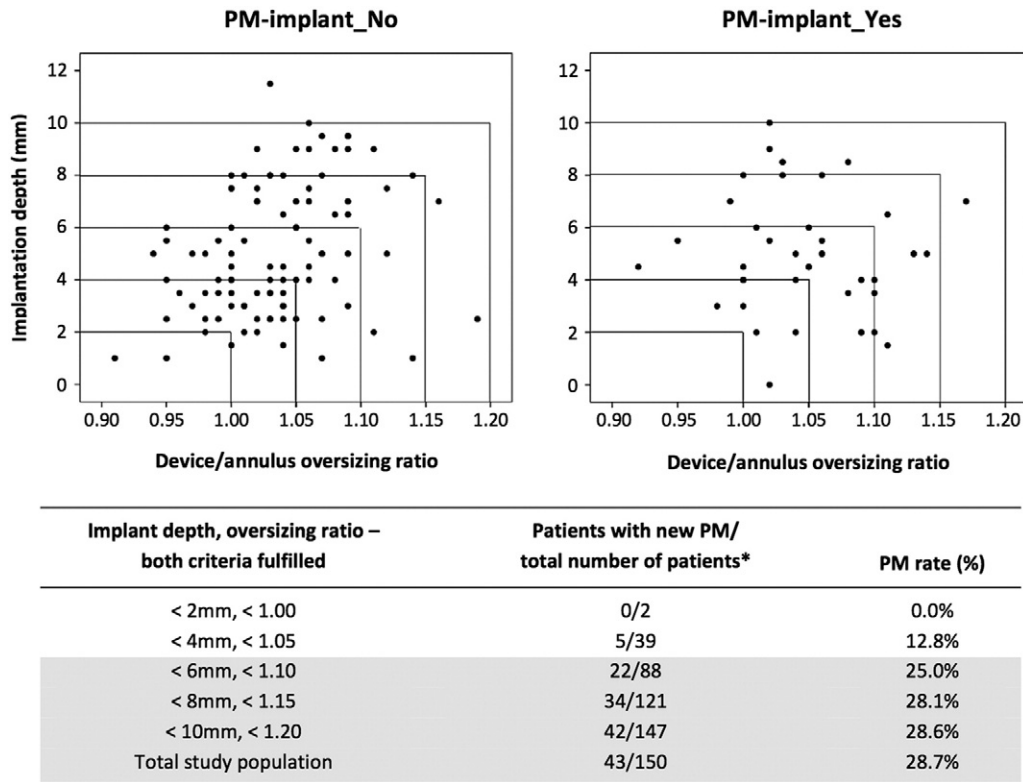 PM-implant_No
PM-implant_Yes
Implantation depth (mm)
12
10
8
6
4
2
0
0.90 0.95 1.00 1.05 1.10 1.15 1.20
Device/annulus oversizing ratio
12
10
8
6
4
2
0
0.90 0.95 1.00 1.05 1.10 1.15 1.20
Device/annulus oversizing ratio
Implant depth, oversizing ratio – Patients with new PM/
both criteria fulfilled total number of patients* PM rate (%)
< 2mm, < 1.00 0/2 0.0%
< 4mm, < 1.05 5/39 12.8%
< 6mm, < 1.10 22/88 25.0%
< 8mm, < 1.15 34/121 28.1%
< 10mm, < 1.20 42/147 28.6%
Total study population 43/150 28.7%